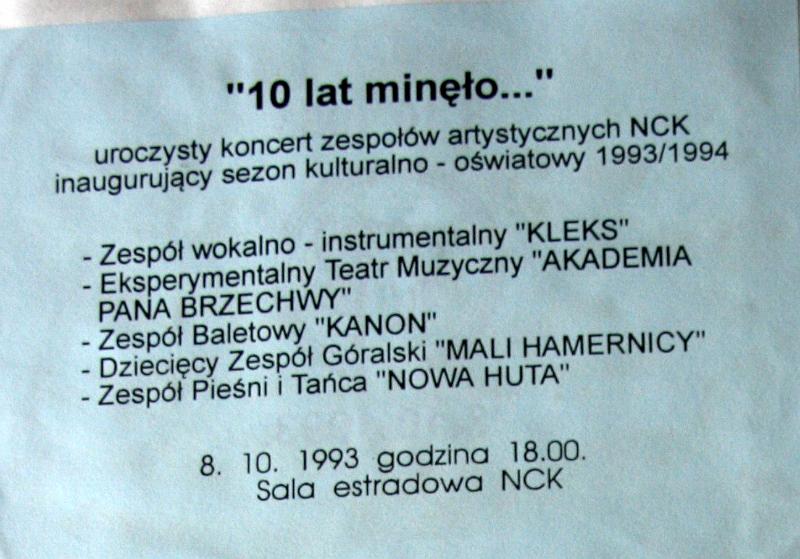 "10 lat minęło..."
uroczysty koncert zespołów artystycznych NCK
inaugurujący sezon kulturalno - oświatowy 1993/1994
- Zespół wokalno - instrumentalny "KLEKS"
- Eksperymentalny Teatr Muzyczny "AKADEMIA
PANA BRZECHWY"
- Zespół Baletowy "KANON"
- Dziecięcy Zespół Góralski "MALI HAMERNICY"
- Zespół Pieśni i Tańca "NOWA HUTA"
8. 10. 1993 godzina 18.00.
Sala estradowa NCK